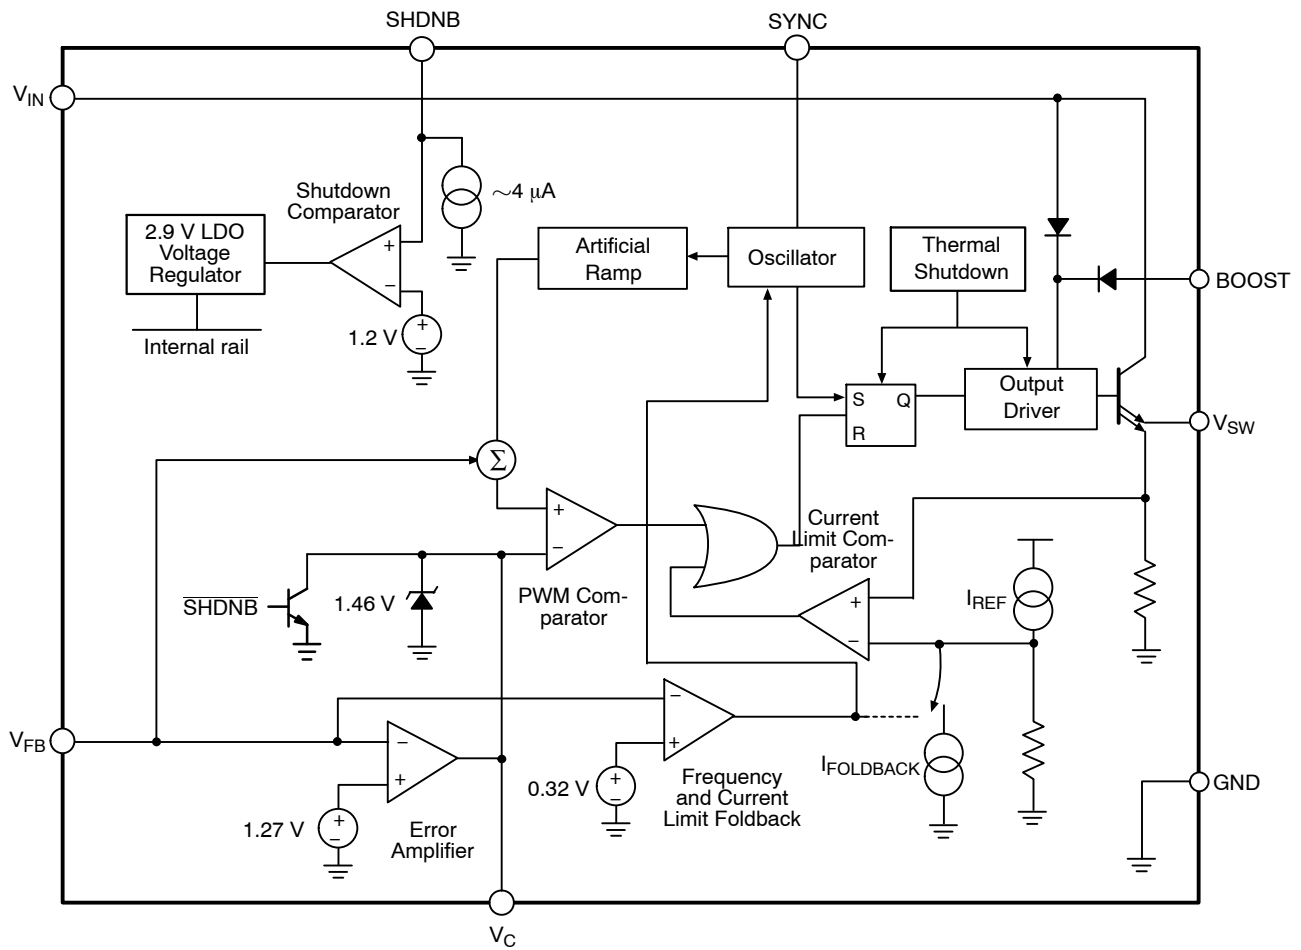 SHDNB
SYNC
V_IN
Shutdown
Comparator
~4 μA
2.9 V LDO
Voltage
Regulator
+
−
1.2 V
+
−
Internal rail
Artificial
Ramp
Oscillator
Thermal
Shutdown
BOOST
S
Q
R
Output
Driver
V_SW
Σ
+
−
PWM Com-
parator
Current
Limit Com-
parator
+
−
I_REF
SHDNB
1.46 V
V_FB
−
+
1.27 V
+
−
Error
Amplifier
−
+
0.32 V
+
−
Frequency
and Current
Limit Foldback
I_FOLDBACK
GND
V_C